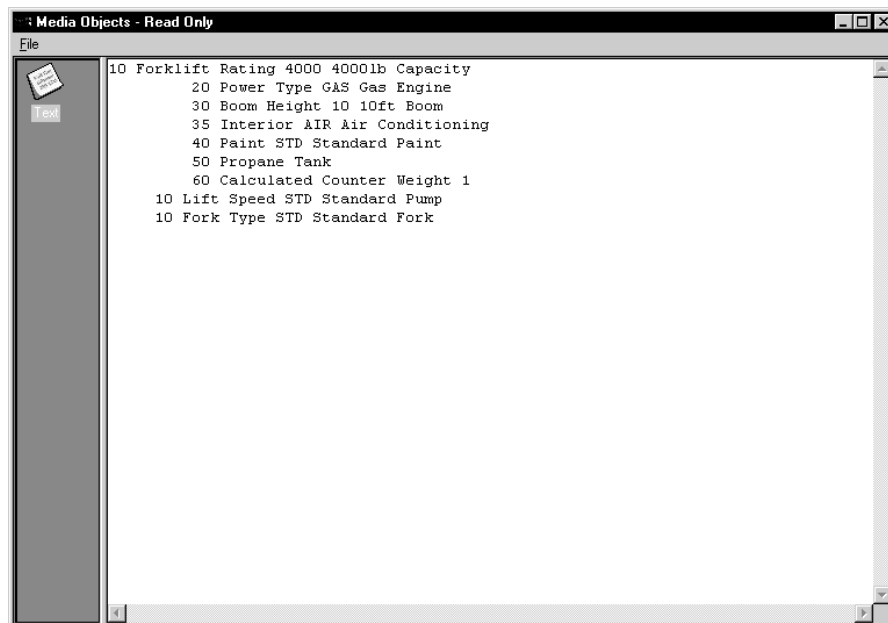 Media Objects - Read Only
File
Text
10 Forklift Rating 4000 4000lb Capacity
20 Power Type GAS Gas Engine
30 Boom Height 10 10ft Boom
35 Interior AIR Air Conditioning
40 Paint STD Standard Paint
50 Propane Tank
60 Calculated Counter Weight 1
10 Lift Speed STD Standard Pump
10 Fork Type STD Standard Fork